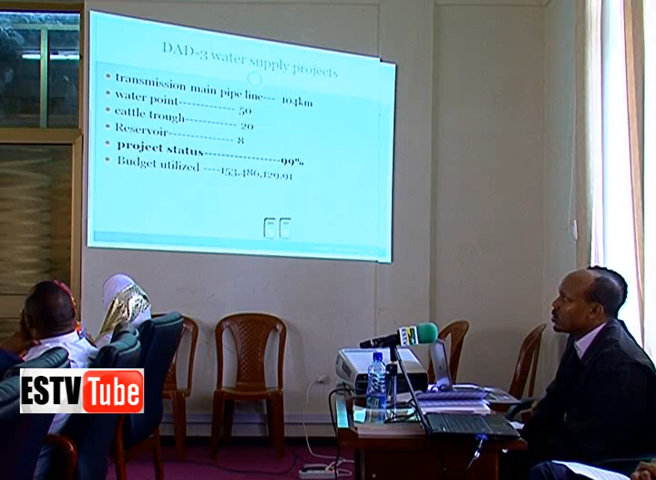 DAD-3 water supply projects
• transmission main pipe line--- 104km
• water point-------------- 50
• cattle trough-------------- 20
• Reservoir---------------- 8
• project status------------------99%
• Budget utilized ----153,486,129.91
ESTV Tube